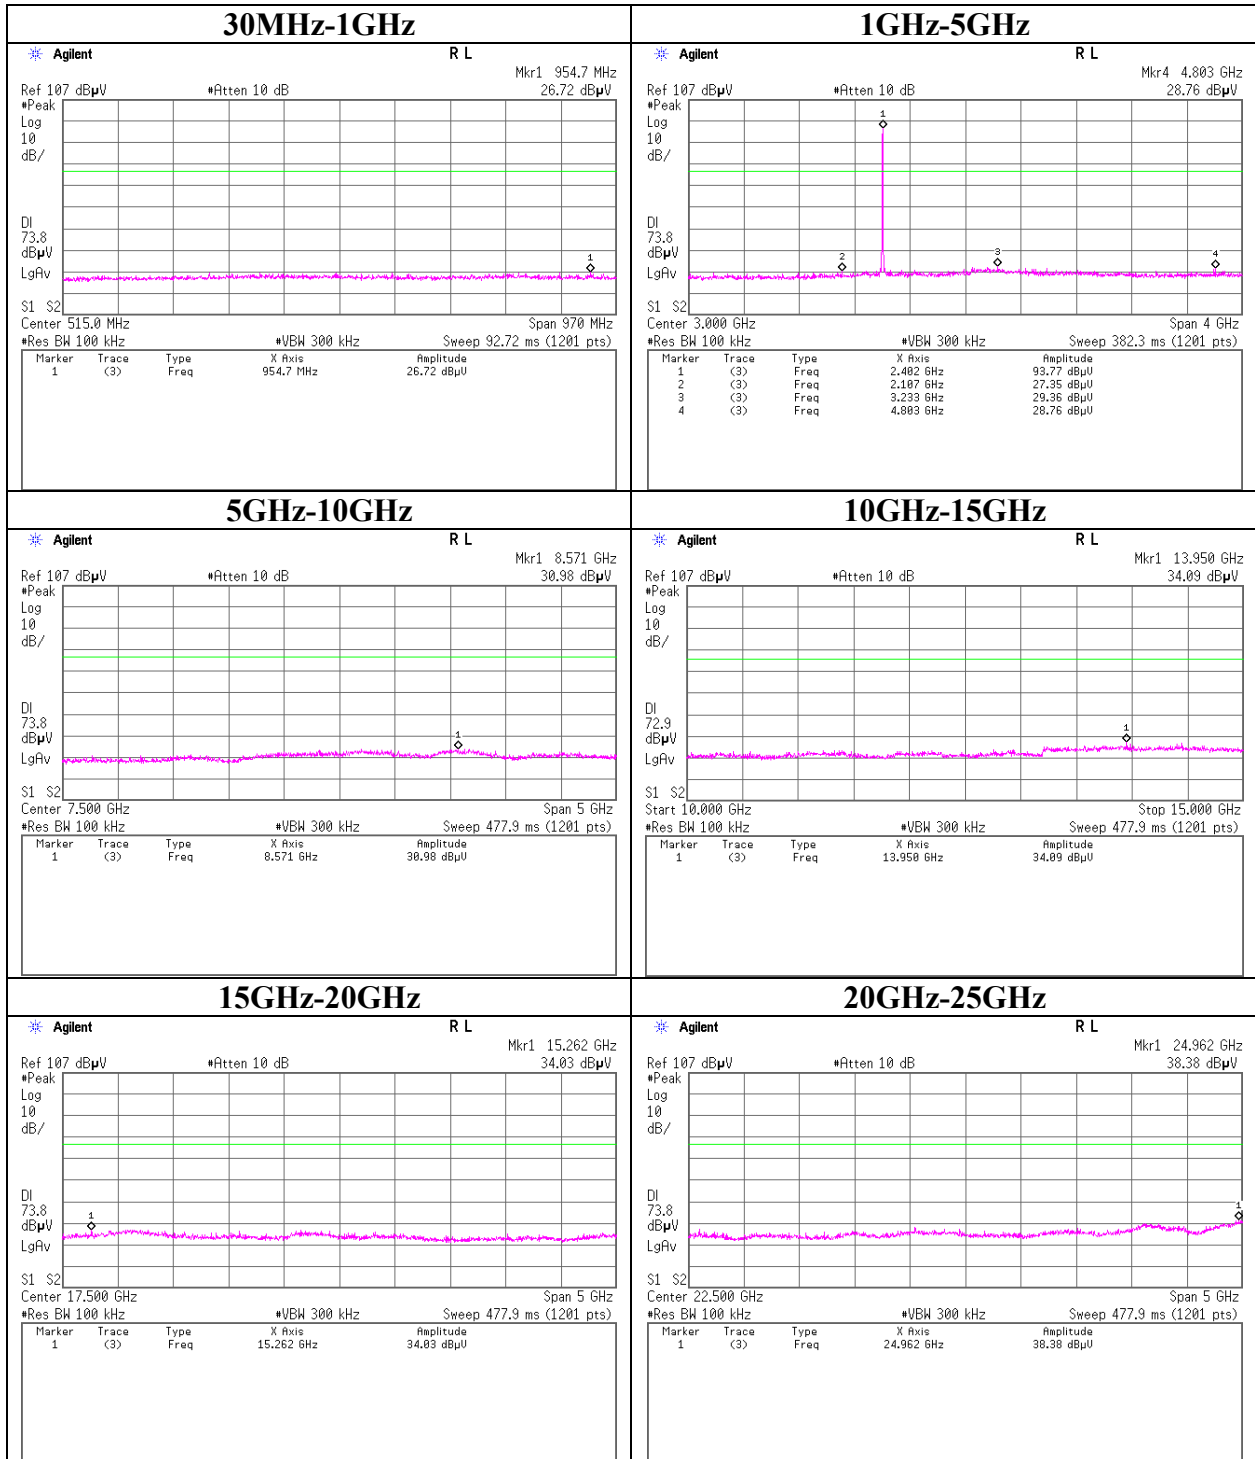 30MHz-1GHz
Agilent R L
Mkr1 954.7 MHz
Ref 107 dBµV #Atten 10 dB 26.72 dBµV
#Peak
Log
10
dB/
1
DI
73.8
dBµV
LgAv
S1 S2
Center 515.0 MHz Span 970 MHz
#Res BW 100 kHz #VBW 300 kHz Sweep 92.72 ms (1201 pts)
Marker Trace Type X Axis Amplitude
1 (3) Freq 954.7 MHz 26.72 dBµV
1GHz-5GHz
Agilent R L
Mkr4 4.803 GHz
Ref 107 dBµV #Atten 10 dB 28.76 dBµV
#Peak
Log
10
dB/
1
DI
73.8
dBµV
2 3 4
LgAv
S1 S2
Center 3.000 GHz Span 4 GHz
#Res BW 100 kHz #VBW 300 kHz Sweep 382.3 ms (1201 pts)
Marker Trace Type X Axis Amplitude
1 (3) Freq 2.402 GHz 93.77 dBµV
2 (3) Freq 2.107 GHz 27.35 dBµV
3 (3) Freq 3.233 GHz 29.36 dBµV
4 (3) Freq 4.803 GHz 28.76 dBµV
5GHz-10GHz
Agilent R L
Mkr1 8.571 GHz
Ref 107 dBµV #Atten 10 dB 30.98 dBµV
#Peak
Log
10
dB/
DI
73.8
dBµV
1
LgAv
S1 S2
Center 7.500 GHz Span 5 GHz
#Res BW 100 kHz #VBW 300 kHz Sweep 477.9 ms (1201 pts)
Marker Trace Type X Axis Amplitude
1 (3) Freq 8.571 GHz 30.98 dBµV
10GHz-15GHz
Agilent R L
Mkr1 13.950 GHz
Ref 107 dBµV #Atten 10 dB 34.09 dBµV
#Peak
Log
10
dB/
DI
72.9
1
dBµV
LgAv
S1 S2
Start 10.000 GHz Stop 15.000 GHz
#Res BW 100 kHz #VBW 300 kHz Sweep 477.9 ms (1201 pts)
Marker Trace Type X Axis Amplitude
1 (3) Freq 13.950 GHz 34.09 dBµV
15GHz-20GHz
Agilent R L
Mkr1 15.262 GHz
Ref 107 dBµV #Atten 10 dB 34.03 dBµV
#Peak
Log
10
dB/
DI
73.8
1
dBµV
LgAv
S1 S2
Center 17.500 GHz Span 5 GHz
#Res BW 100 kHz #VBW 300 kHz Sweep 477.9 ms (1201 pts)
Marker Trace Type X Axis Amplitude
1 (3) Freq 15.262 GHz 34.03 dBµV
20GHz-25GHz
Agilent R L
Mkr1 24.962 GHz
Ref 107 dBµV #Atten 10 dB 38.38 dBµV
#Peak
Log
10
dB/
DI
1
73.8
dBµV
LgAv
S1 S2
Center 22.500 GHz Span 5 GHz
#Res BW 100 kHz #VBW 300 kHz Sweep 477.9 ms (1201 pts)
Marker Trace Type X Axis Amplitude
1 (3) Freq 24.962 GHz 38.38 dBµV